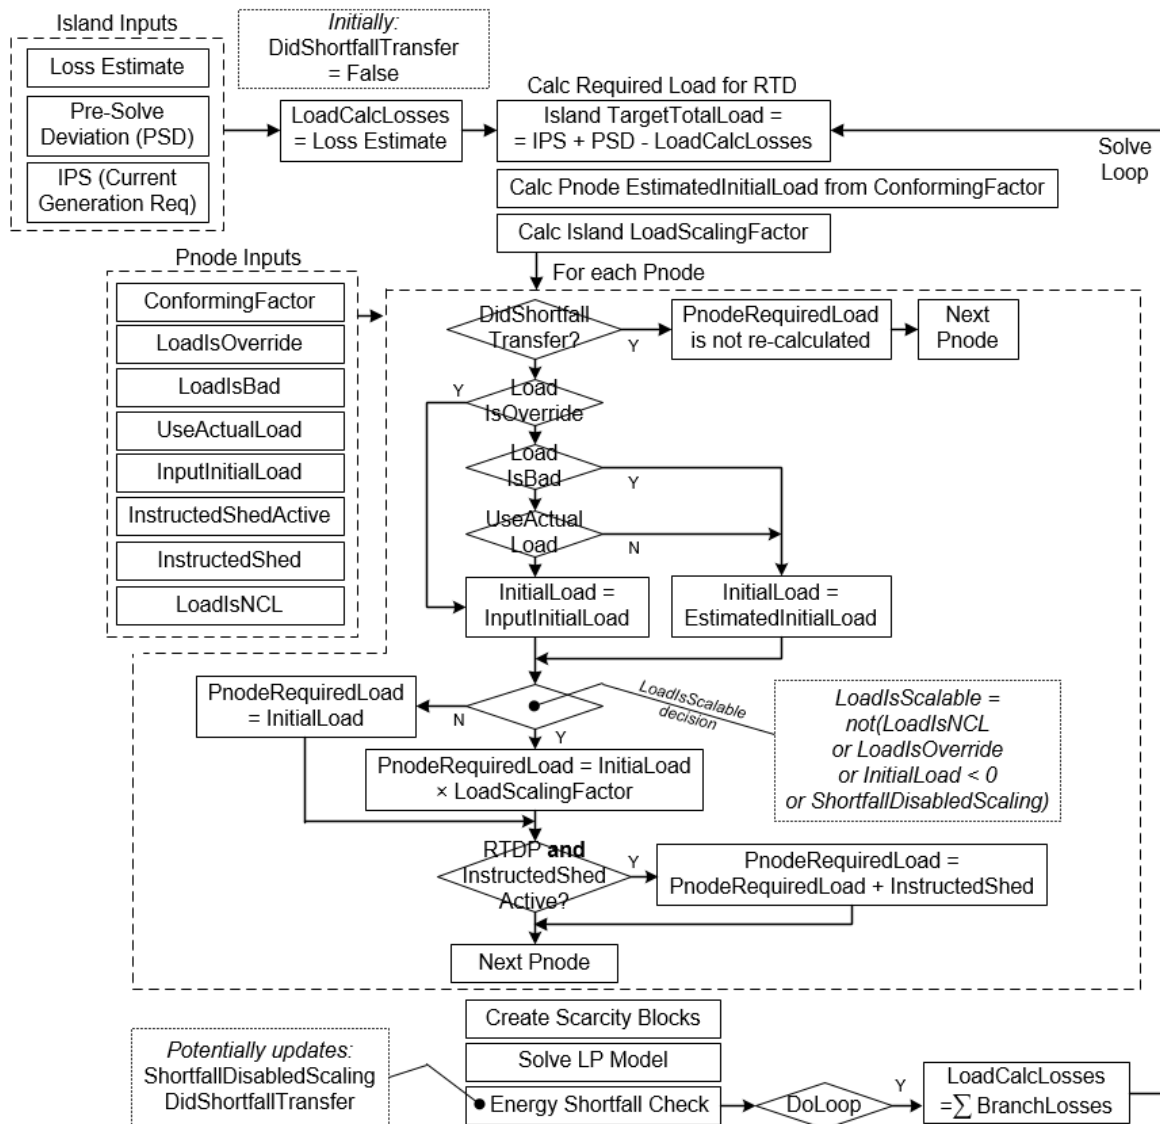 Island Inputs
Loss Estimate
Pre-Solve
Deviation (PSD)
IPS (Current
Generation Req)
Initially:
DidShortfallTransfer
= False
LoadCalcLosses
= Loss Estimate
Calc Required Load for RTD
Island TargetTotalLoad =
= IPS + PSD - LoadCalcLosses
Solve
Loop
Calc Pnode EstimatedInitialLoad from ConformingFactor
Calc Island LoadScalingFactor
For each Pnode
Pnode Inputs
ConformingFactor
LoadIsOverride
LoadIsBad
UseActualLoad
InputInitialLoad
InstructedShedActive
InstructedShed
LoadIsNCL
DidShortfall
Transfer?
Y
PnodeRequiredLoad
is not re-calculated
Next
Pnode
Y
Load
IsOverride
Load
IsBad
Y
UseActual
Load
N
InitialLoad =
InputInitialLoad
InitialLoad =
EstimatedInitialLoad
PnodeRequiredLoad
= InitialLoad
N
Y
LoadIsScalable
decision
LoadIsScalable =
not(LoadIsNCL
or LoadIsOverride
or InitialLoad < 0
or ShortfallDisabledScaling)
PnodeRequiredLoad = InitiaLoad
× LoadScalingFactor
RTDP and
InstructedShed
Active?
Y
PnodeRequiredLoad =
PnodeRequiredLoad + InstructedShed
Next Pnode
Create Scarcity Blocks
Solve LP Model
Energy Shortfall Check
Potentially updates:
ShortfallDisabledScaling
DidShortfallTransfer
DoLoop
Y
LoadCalcLosses
=∑ BranchLosses